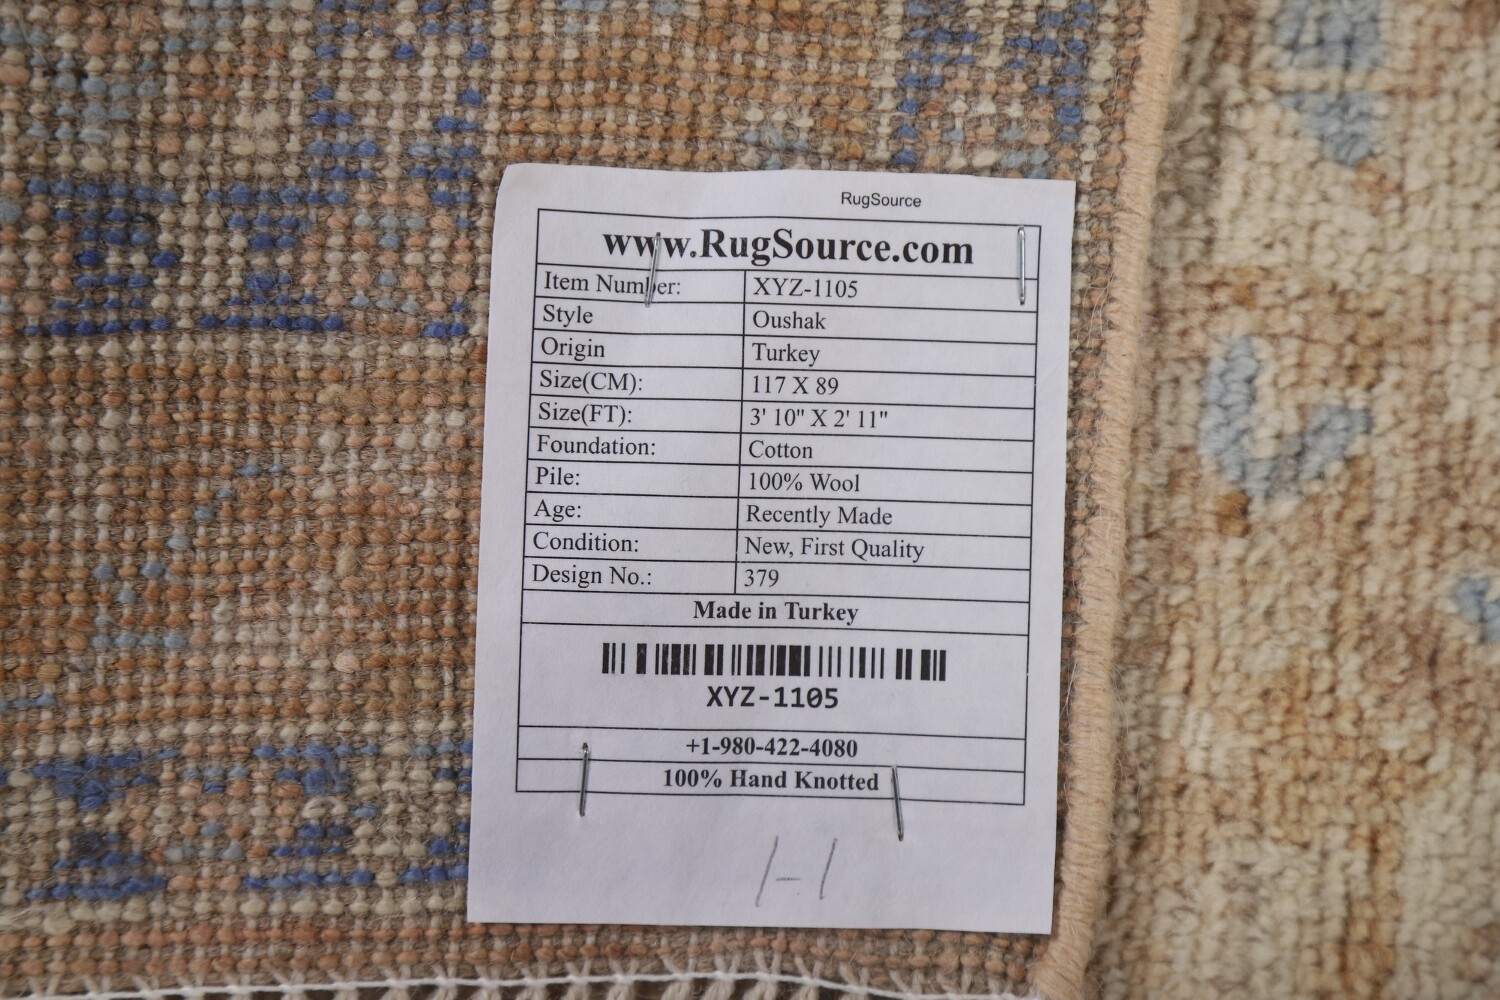 RugSource
www.RugSource.com
Item Number: XYZ-1105
Style Oushak
Origin Turkey
Size(CM): 117 X 89
Size(FT): 3' 10" X 2' 11"
Foundation: Cotton
Pile: 100% Wool
Age: Recently Made
Condition: New, First Quality
Design No.: 379
Made in Turkey
XYZ-1105
+1-980-422-4080
100% Hand Knotted
1-1